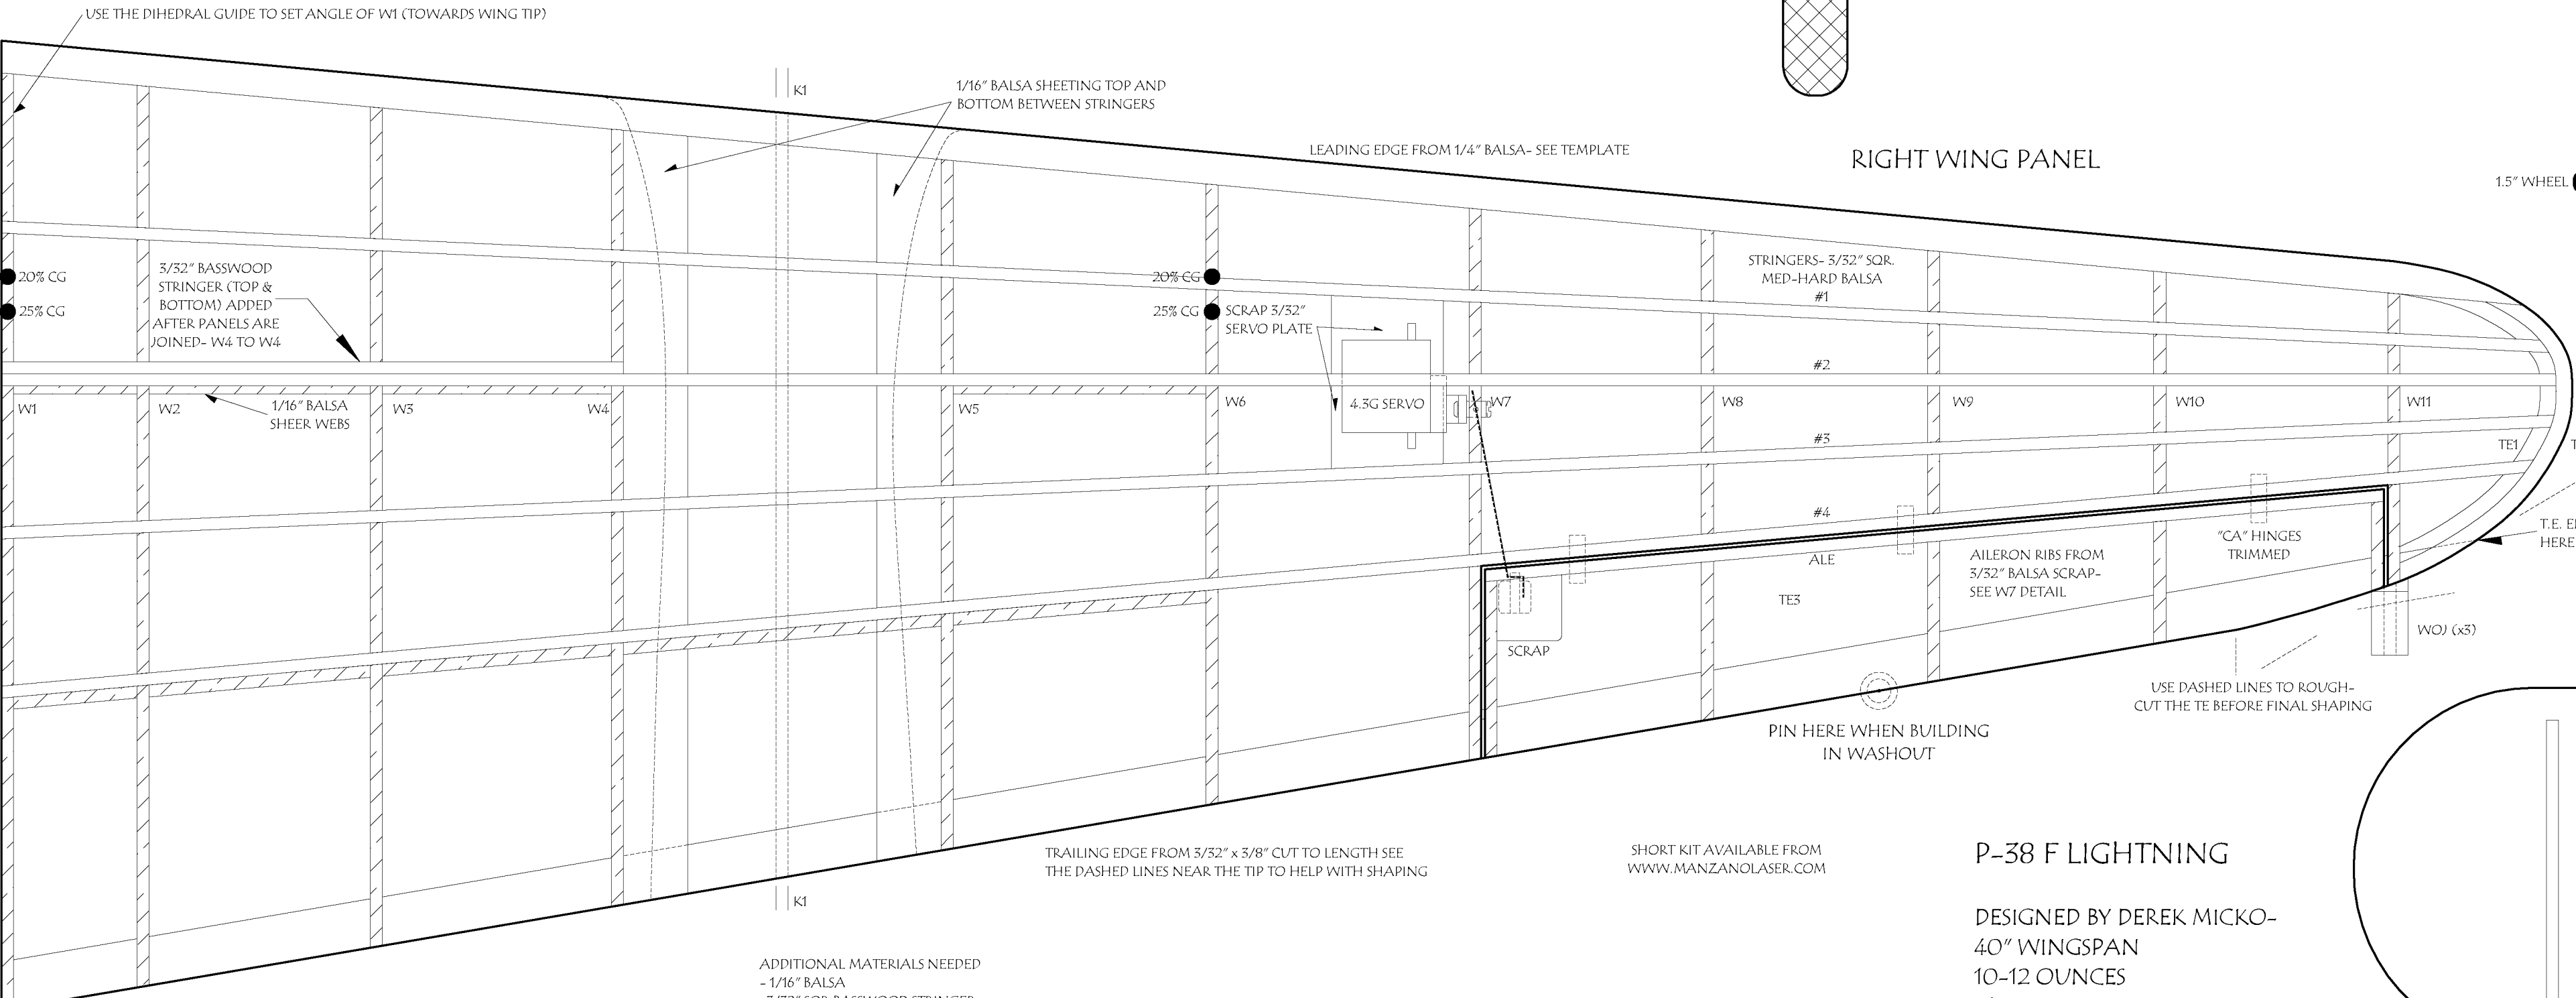 USE THE DIHEDRAL GUIDE TO SET ANGLE OF W1 (TOWARDS WING TIP)
K1
1/16" BALSA SHEETING TOP AND
BOTTOM BETWEEN STRINGERS
LEADING EDGE FROM 1/4" BALSA- SEE TEMPLATE
RIGHT WING PANEL
1.5" WHEEL
20% CG
25% CG
3/32" BASSWOOD
STRINGER (TOP &
BOTTOM) ADDED
AFTER PANELS ARE
JOINED- W4 TO W4
20% CG
25% CG
SCRAP 3/32"
SERVO PLATE
STRINGERS- 3/32" SQR.
MED-HARD BALSA
#1
#2
W1
W2
1/16" BALSA
SHEER WEBS
W3
W4
W5
W6
4.3G SERVO
W7
W8
W9
W10
W11
#3
TE1
#4
ALE
TE3
AILERON RIBS FROM
3/32" BALSA SCRAP-
SEE W7 DETAIL
"CA" HINGES
TRIMMED
T.E.
HERE
SCRAP
WOJ (x3)
USE DASHED LINES TO ROUGH-
CUT THE TE BEFORE FINAL SHAPING
PIN HERE WHEN BUILDING
IN WASHOUT
TRAILING EDGE FROM 3/32" x 3/8" CUT TO LENGTH SEE
THE DASHED LINES NEAR THE TIP TO HELP WITH SHAPING
SHORT KIT AVAILABLE FROM
WWW.MANZANOLASER.COM
P-38 F LIGHTNING
DESIGNED BY DEREK MICKO-
40" WINGSPAN
10-12 OUNCES
K1
ADDITIONAL MATERIALS NEEDED
- 1/16" BALSA
3/32" SQR BASSWOOD STRINGER